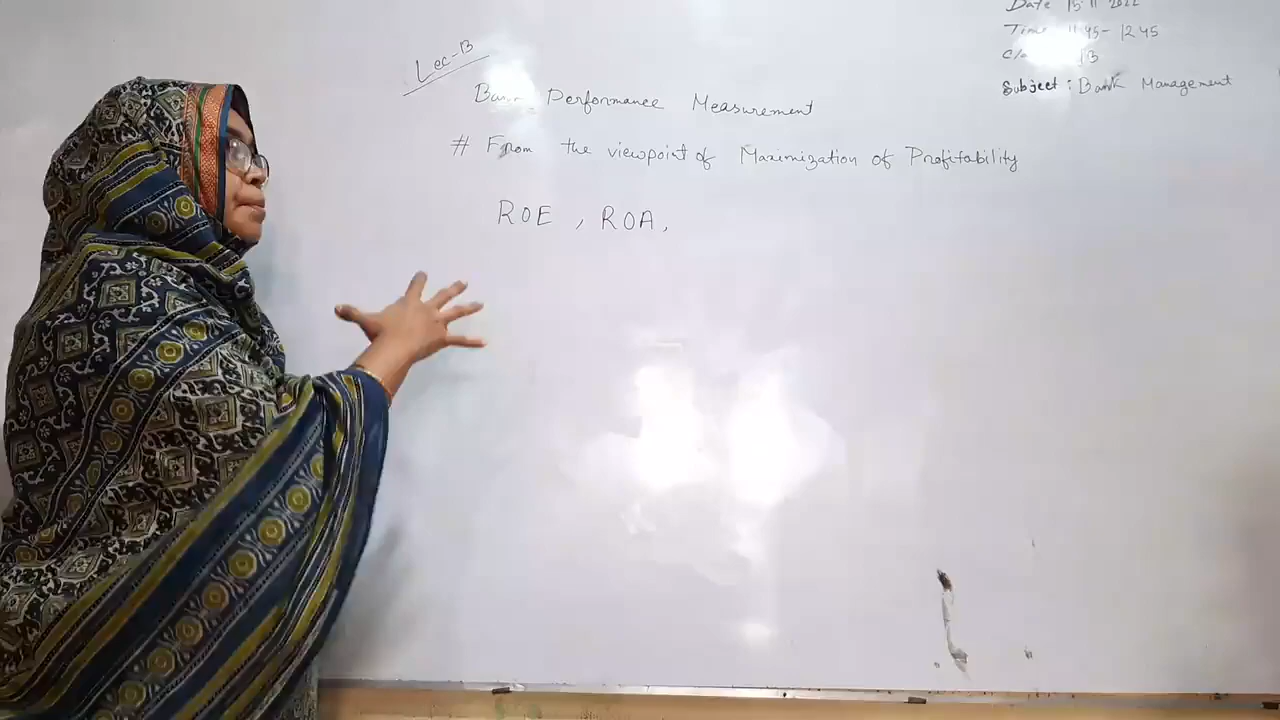 Date 15.11.2022
Time 11.45 - 12.45
Subject : Bank Management
Lec-B
Performance Measurement
# From the viewpoint of Maximization of Profitability
ROE , ROA,